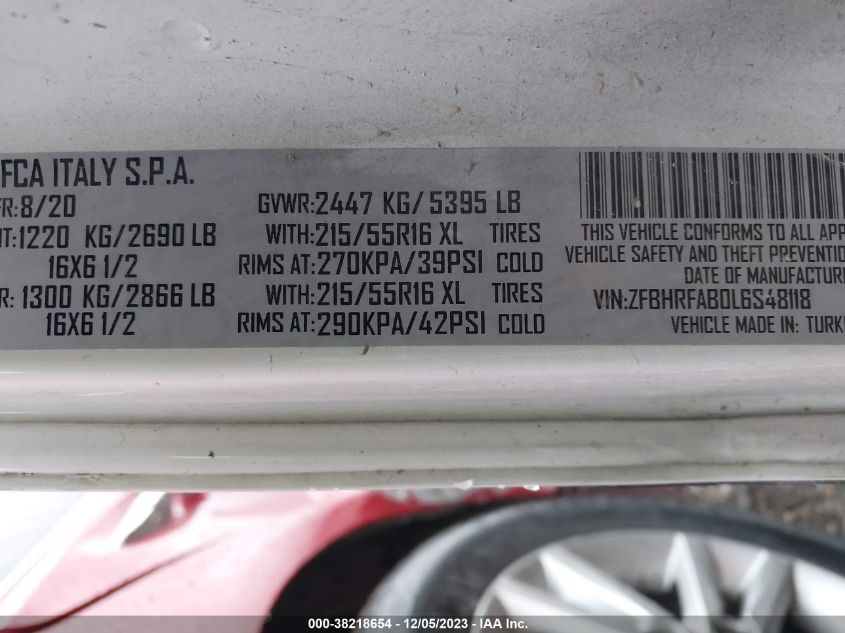 FCA ITALY S.P.A.
FR: 8/20 GVWR: 2447 KG/ 5395 LB
NT: 1220 KG/2690 LB WITH: 215/55R16 XL TIRES
16X6 1/2 RIMS AT: 270KPA/39PSI COLD
R: 1300 KG/2866 LB WITH: 215/55R16 XL TIRES
16X6 1/2 RIMS AT: 290KPA/42PSI COLD
THIS VEHICLE CONFORMS TO ALL APP
VEHICLE SAFETY AND THEFT PREVENTION
DATE OF MANUFACTUR
VIN: ZFBHRFAB0L6S48118
VEHICLE MADE IN: TURK
000-38218654 - 12/05/2023 - IAA Inc.